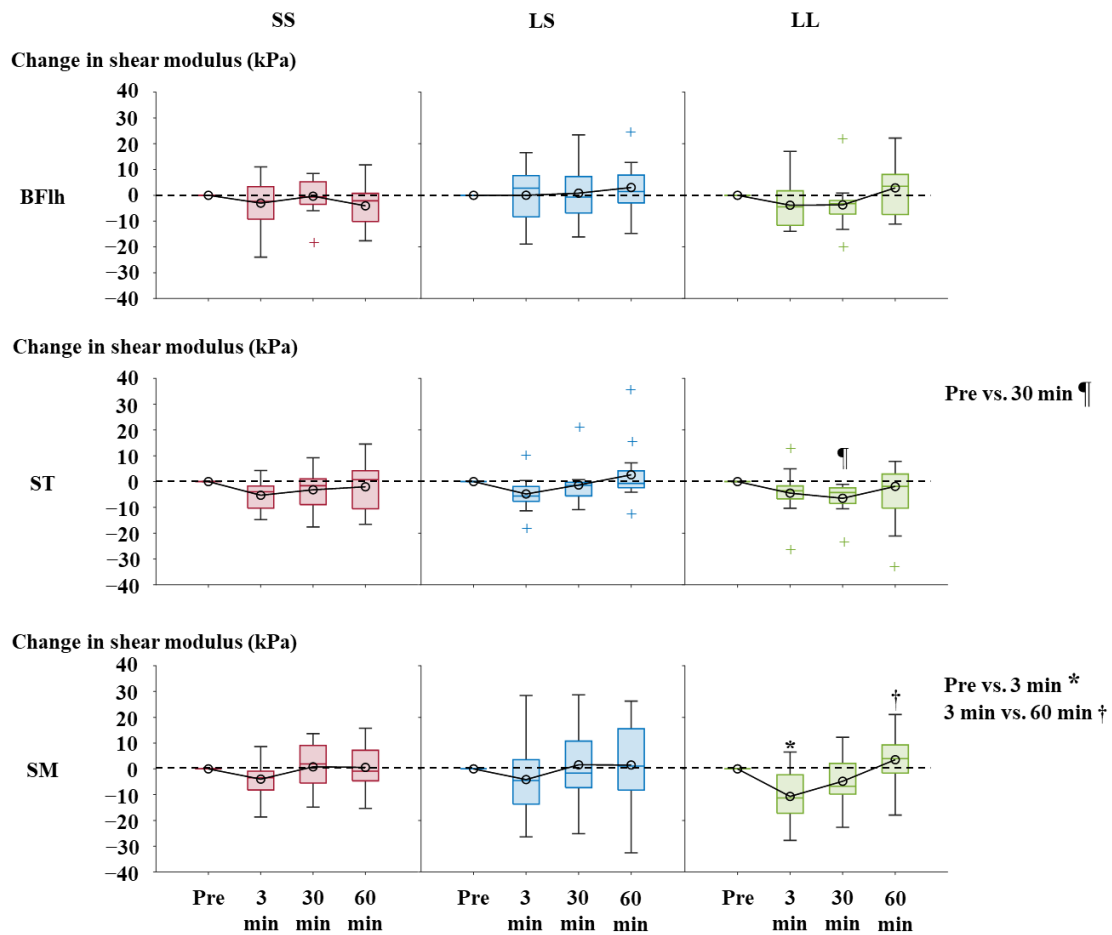 SS LS LL
Change in shear modulus (kPa)
BFlh
40
30
20
10
0
−10
−20
−30
−40
Change in shear modulus (kPa)
ST
40
30
20
10
0
−10
−20
−30
−40
¶
Pre vs. 30 min ¶
Change in shear modulus (kPa)
SM
40
30
20
10
0
−10
−20
−30
−40
*
†
Pre vs. 3 min *
3 min vs. 60 min †
Pre 3 30 60 Pre 3 30 60 Pre 3 30 60
min min min min min min min min min